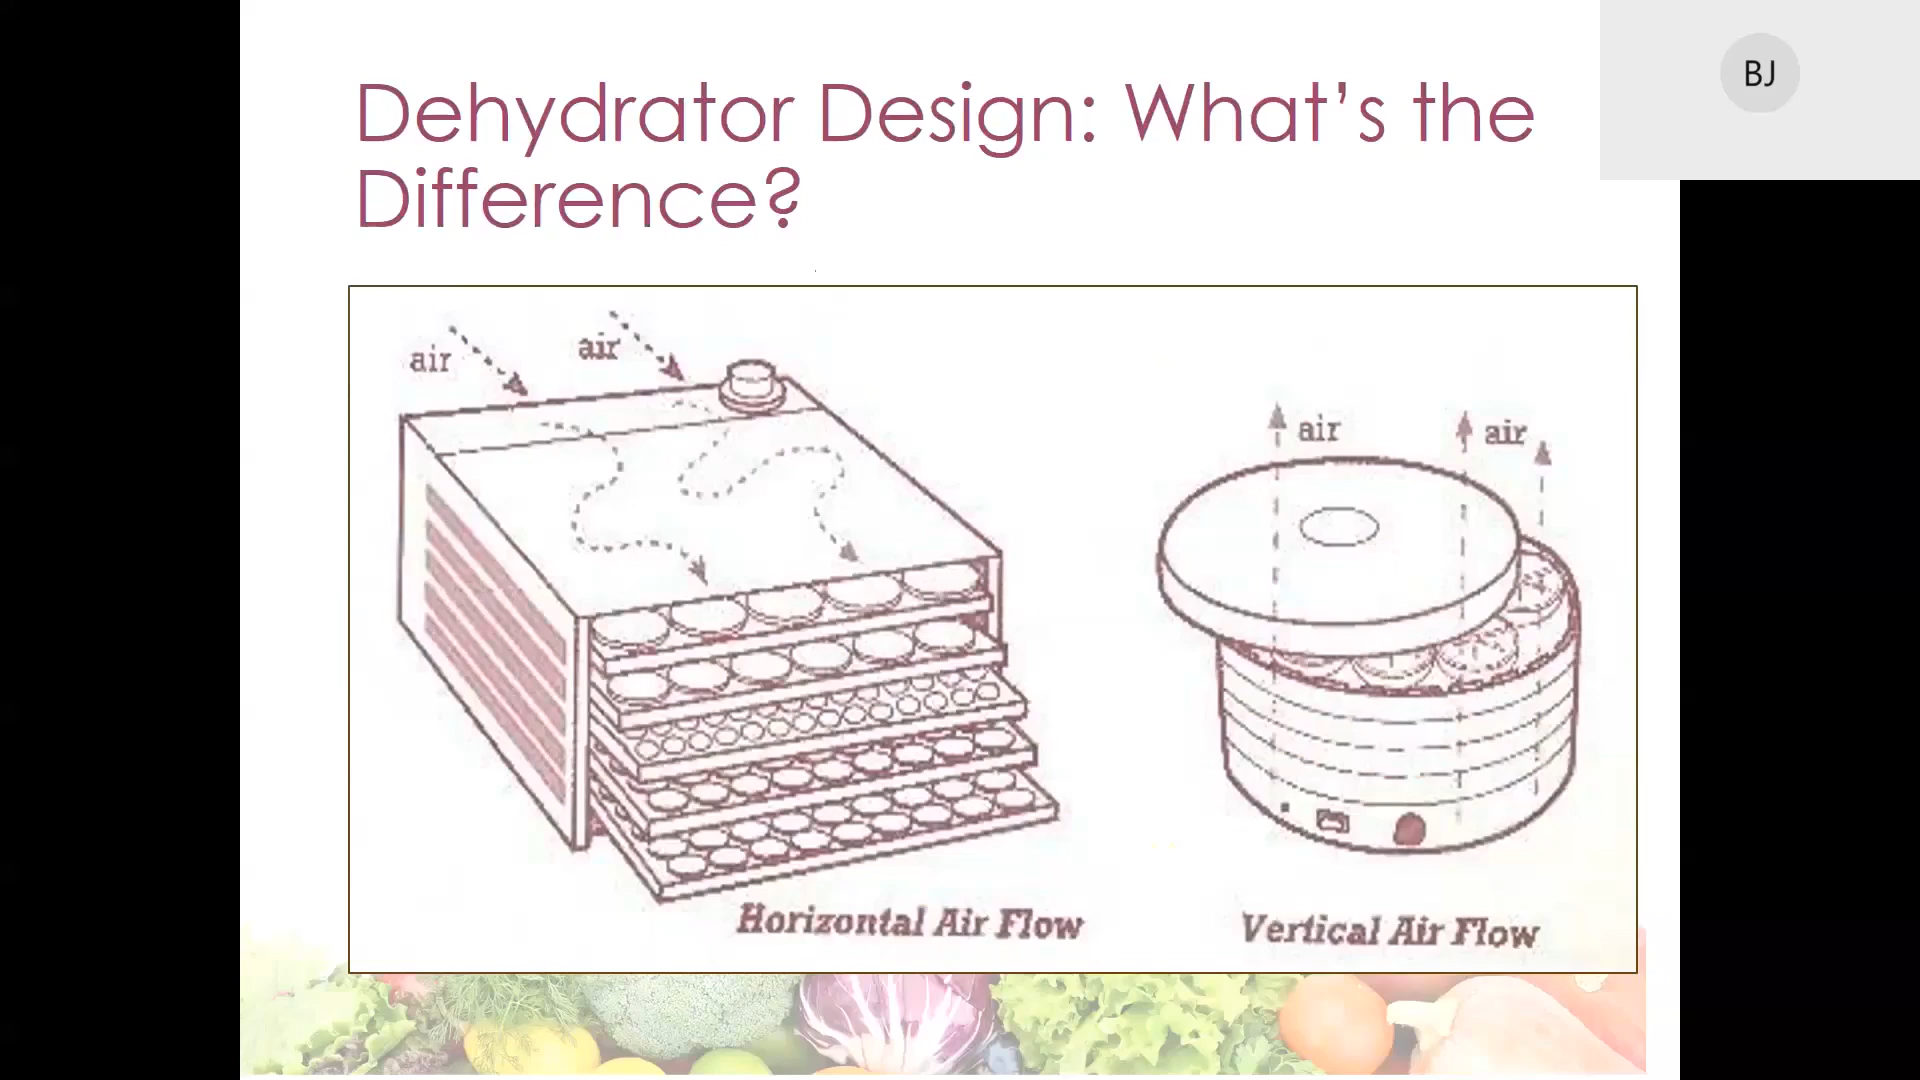 BJ
Dehydrator Design: What’s the
Difference?
air
air
air
air
Horizontal Air Flow
Vertical Air Flow